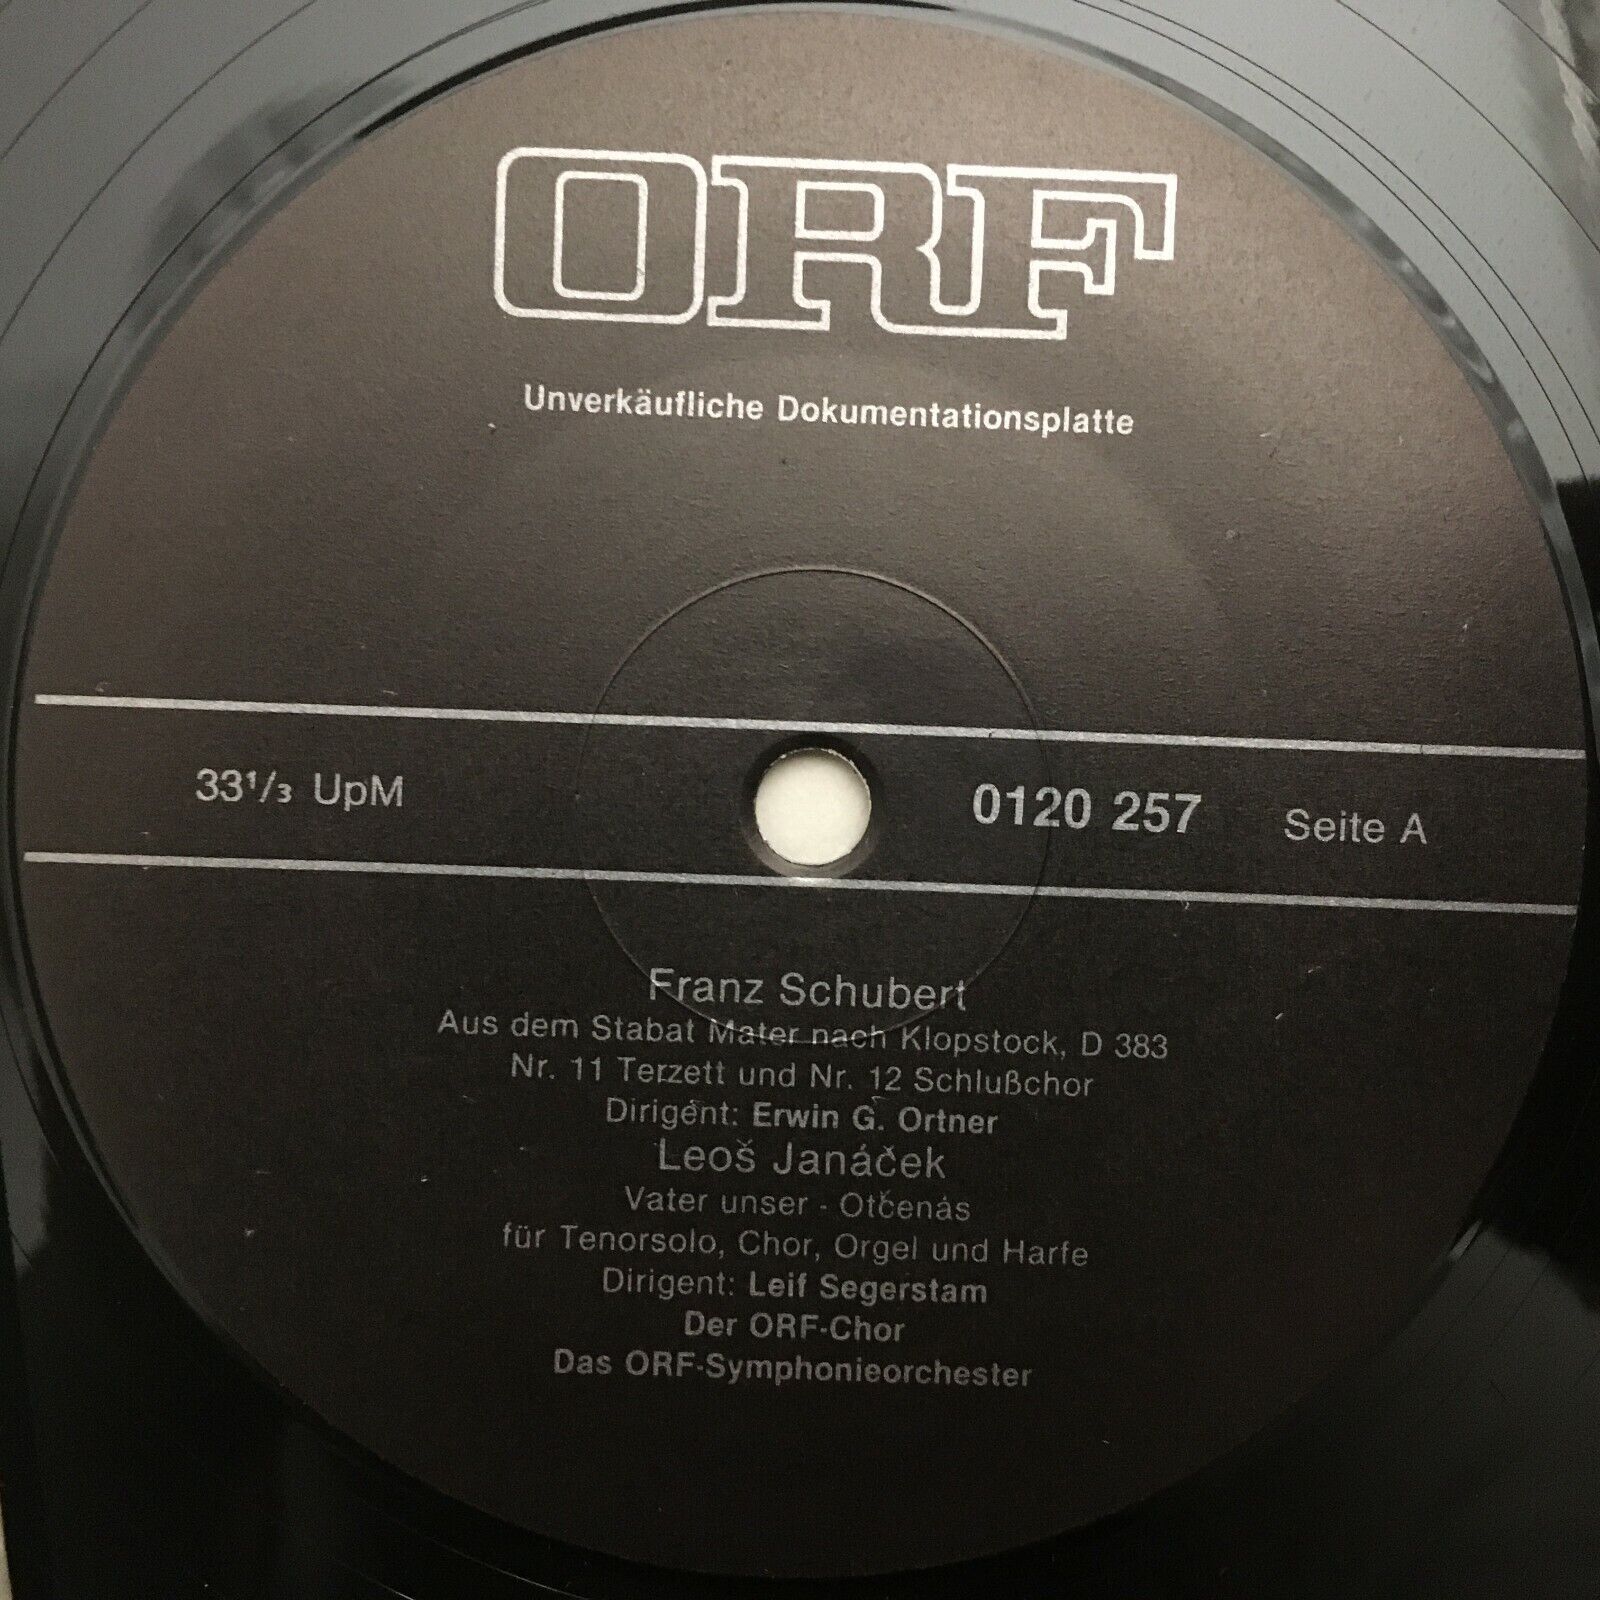 ORF
Unverkäufliche Dokumentationsplatte
33¹/₃ UpM 0120 257 Seite A
Franz Schubert
Aus dem Stabat Mater nach Klopstock, D 383
Nr. 11 Terzett und Nr. 12 Schlußchor
Dirigent: Erwin G. Ortner
Leoš Janáček
Vater unser - Otčenás
für Tenorsolo, Chor, Orgel und Harfe
Dirigent: Leif Segerstam
Der ORF-Chor
Das ORF-Symphonieorchester